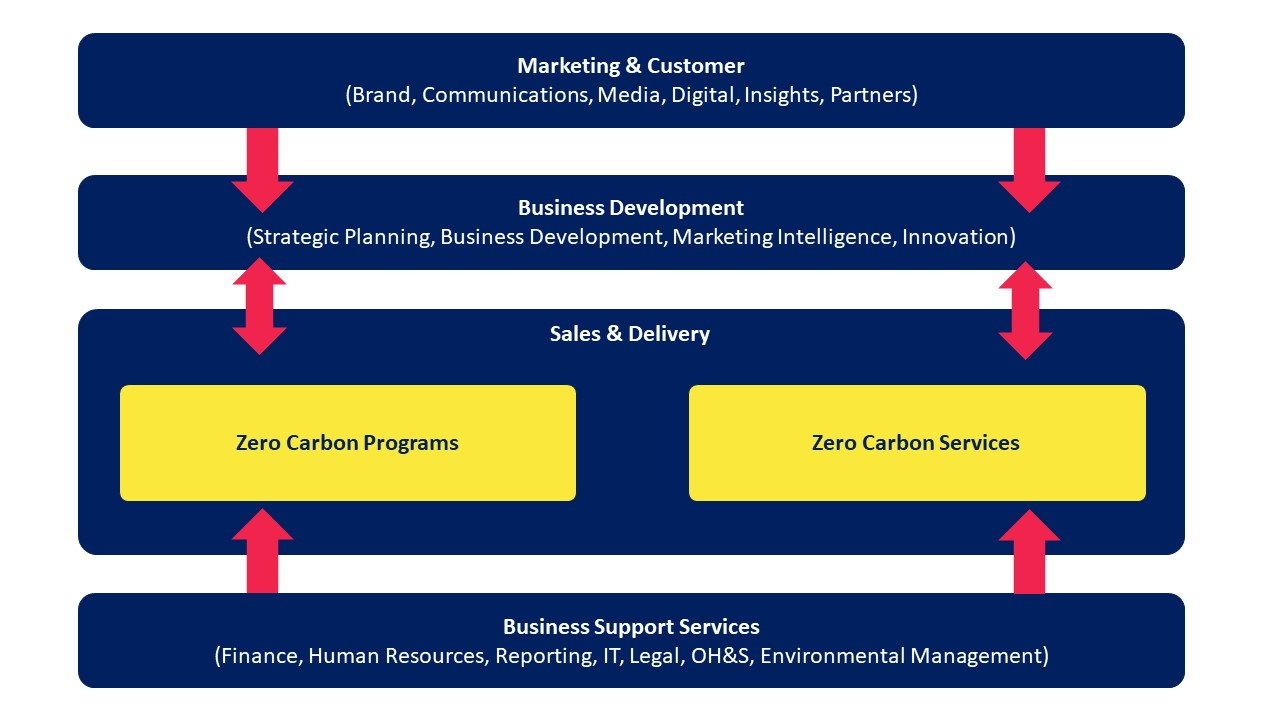 Marketing & Customer
(Brand, Communications, Media, Digital, Insights, Partners)
Business Development
(Strategic Planning, Business Development, Marketing Intelligence, Innovation)
Sales & Delivery
Zero Carbon Programs
Zero Carbon Services
Business Support Services
(Finance, Human Resources, Reporting, IT, Legal, OH&S, Environmental Management)